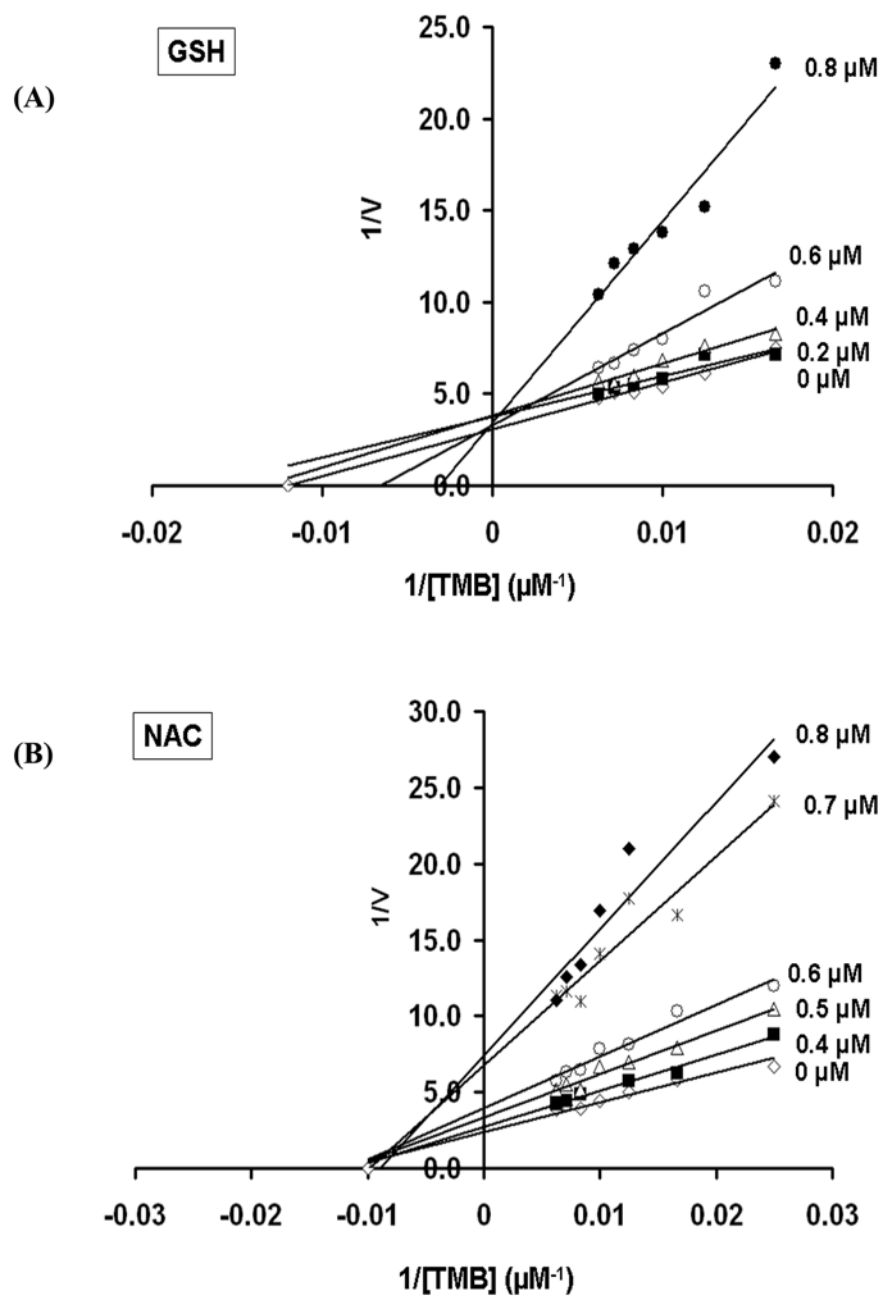 GSH
(A)
25.0
20.0
15.0
10.0
5.0
0.0
1/V
0.8 µM
0.6 µM
0.4 µM
0.2 µM
0 µM
-0.02
-0.01
0
0.01
0.02
1/[TMB] (µM-1)
NAC
(B)
30.0
25.0
20.0
15.0
10.0
5.0
0.0
1/V
0.8 µM
0.7 µM
0.6 µM
0.5 µM
0.4 µM
0 µM
-0.03
-0.02
-0.01
0
0.01
0.02
0.03
1/[TMB] (µM-1)